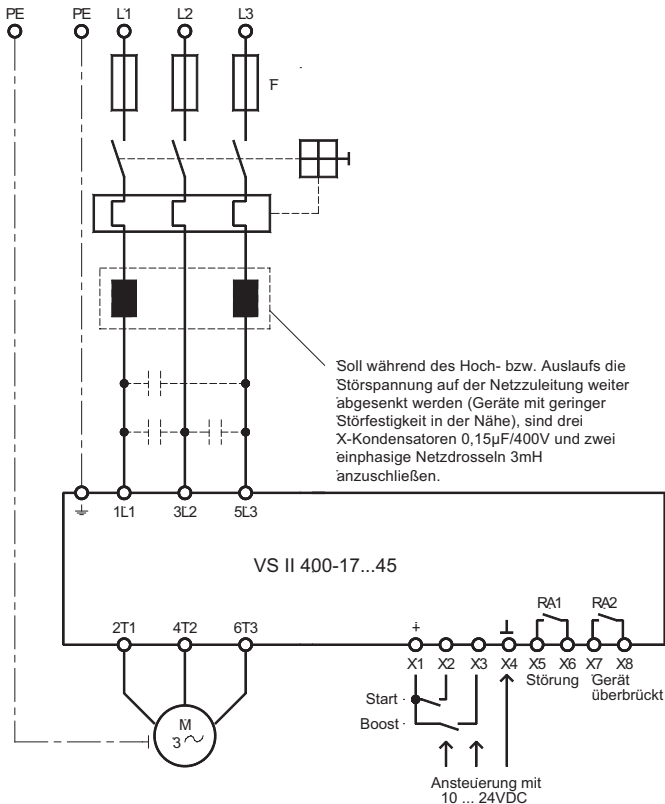 PE PE L1 L2 L3
F
Soll während des Hoch- bzw. Auslaufs die
Störspannung auf der Netzzuleitung weiter
abgesenkt werden (Geräte mit geringer
Störfestigkeit in der Nähe), sind drei
X-Kondensatoren 0,15µF/400V und zwei
einphasige Netzdrosseln 3mH
anzuschließen.
1L1 3L2 5L3
VS II 400-17...45
2T1 4T2 6T3 + RA1 RA2
X1 X2 X3 X4 X5 X6 X7 X8
Störung Gerät
überbrückt
Start
Boost
M
3
Ansteuerung mit
10 ... 24VDC